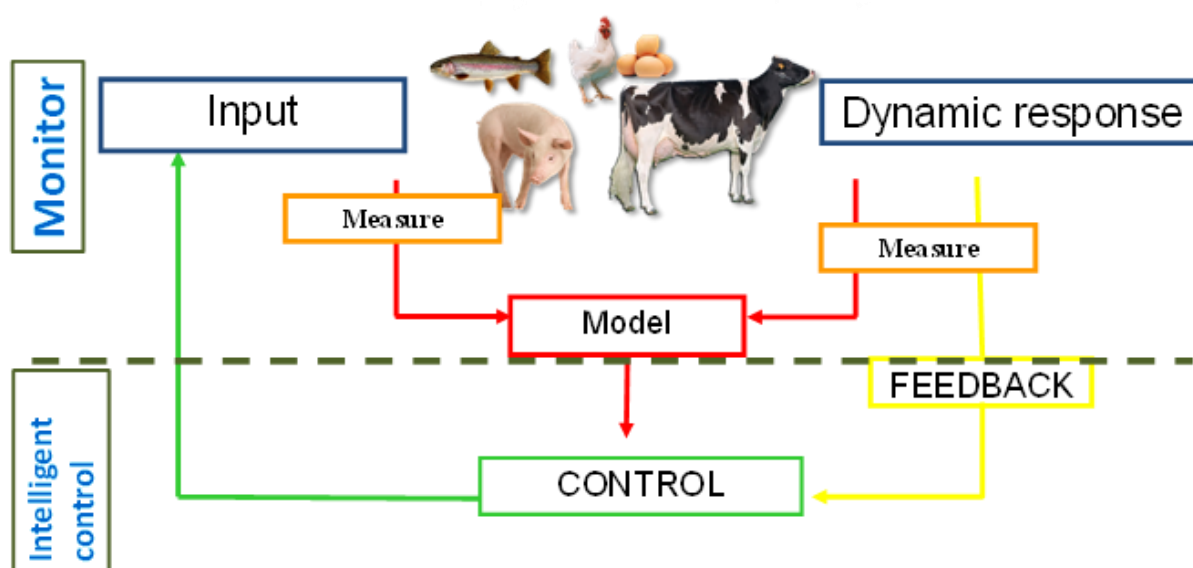 Monitor
Input
Dynamic response
Measure
Measure
Model
FEEDBACK
Intelligent
control
CONTROL